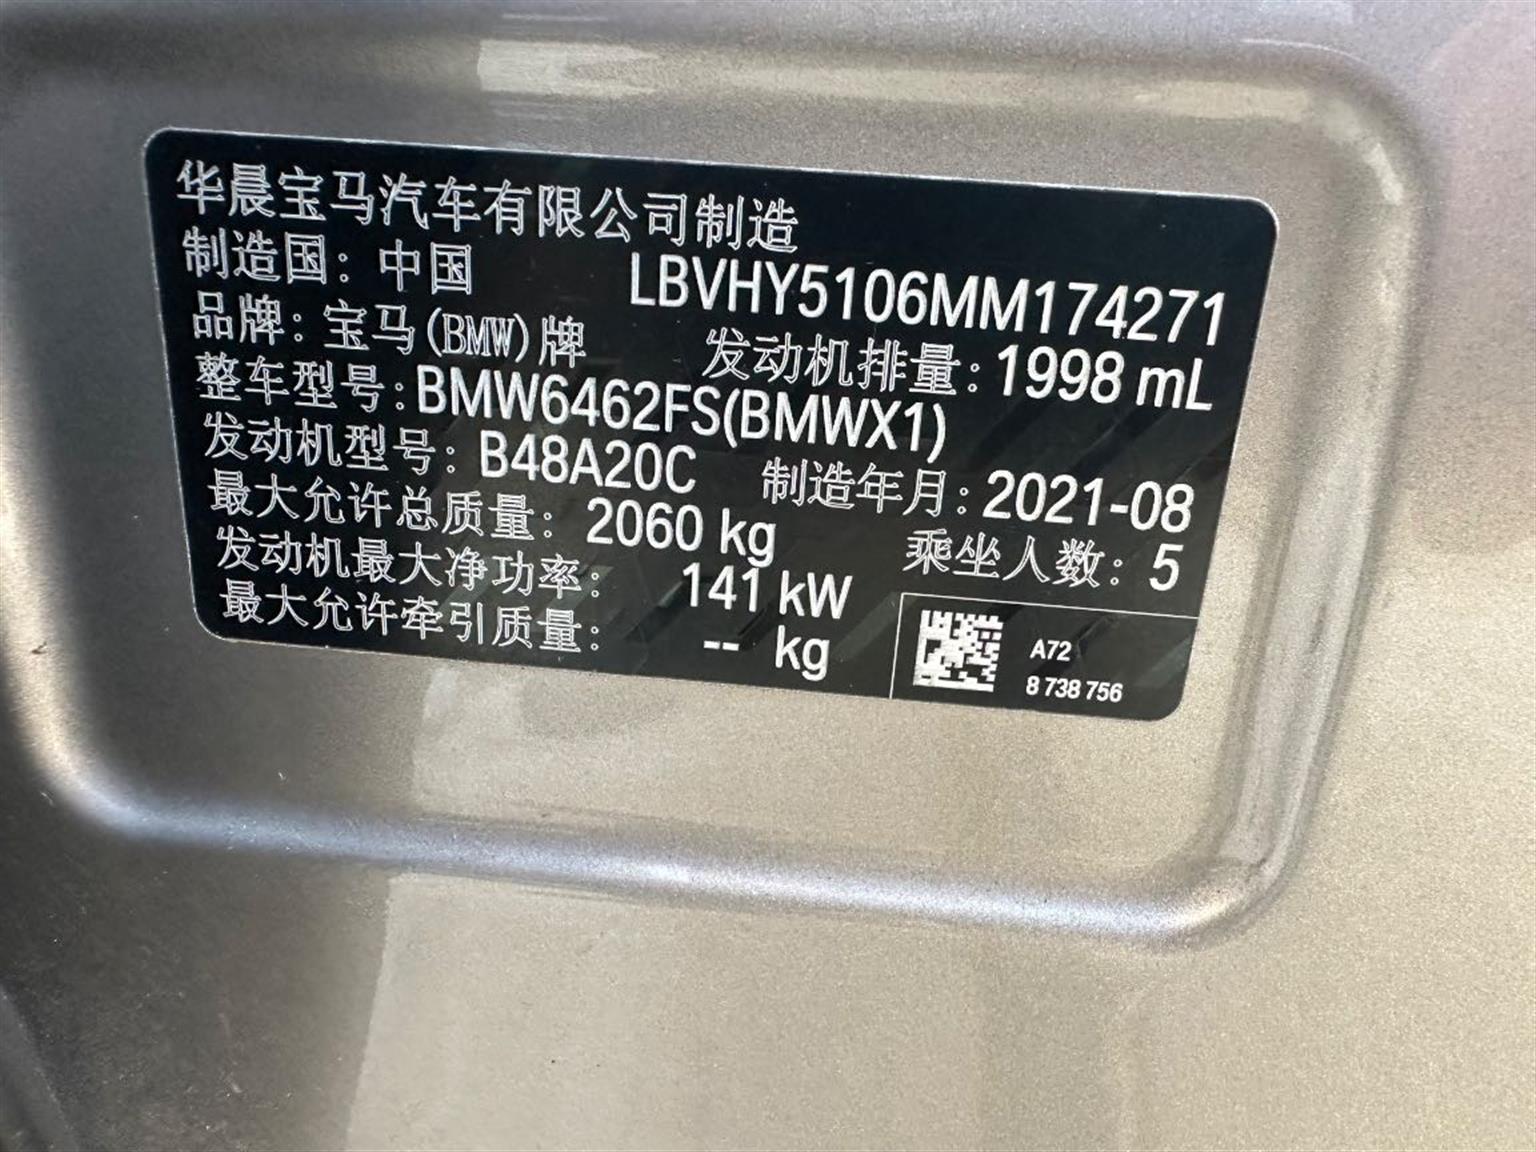 华晨宝马汽车有限公司制造
制造国：中国 LBVHY5106MM174271
品牌：宝马(BMW)牌 发动机排量：1998 mL
整车型号：BMW6462FS(BMWX1)
发动机型号：B48A20C 制造年月：2021-08
最大允许总质量：2060 kg 乘坐人数：5
发动机最大净功率：141 kW
最大允许牵引质量：-- kg
A72
8 738 756